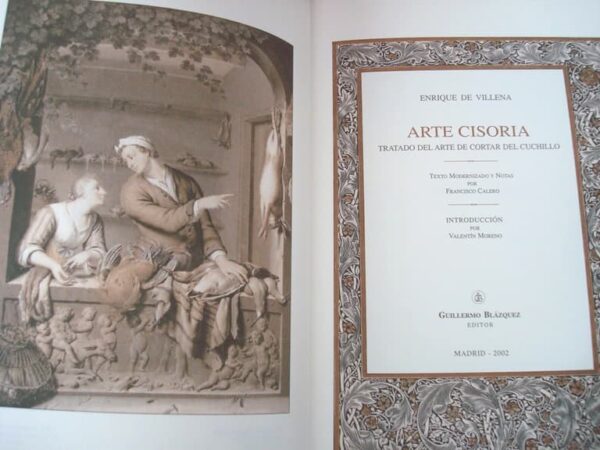 ENRIQUE DE VILLENA
ARTE CISORIA
TRATADO DEL ARTE DE CORTAR DEL CUCHILLO
TEXTO MODERNIZADO Y NOTAS
POR
FRANCISCO CALERO
INTRODUCCIÓN
POR
VALENTÍN MORENO
GUILLERMO BLÁZQUEZ
EDITOR
MADRID - 2002